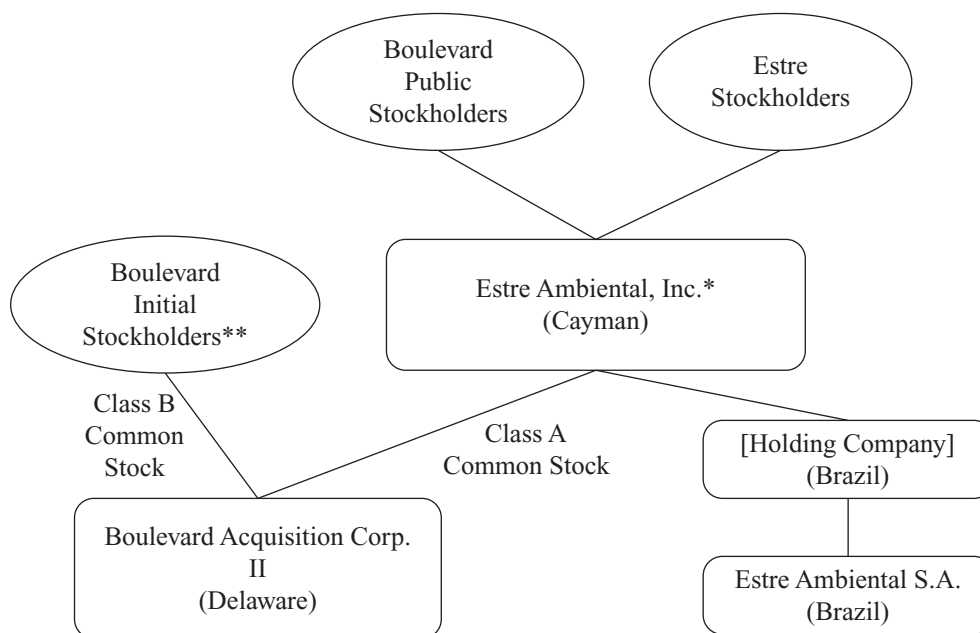 Boulevard
Public
Stockholders
Estre
Stockholders
Boulevard
Initial
Stockholders**
Estre Ambiental, Inc.*
(Cayman)
Class B
Common
Stock
Class A
Common Stock
[Holding Company]
(Brazil)
Boulevard Acquisition Corp.
II
(Delaware)
Estre Ambiental S.A.
(Brazil)